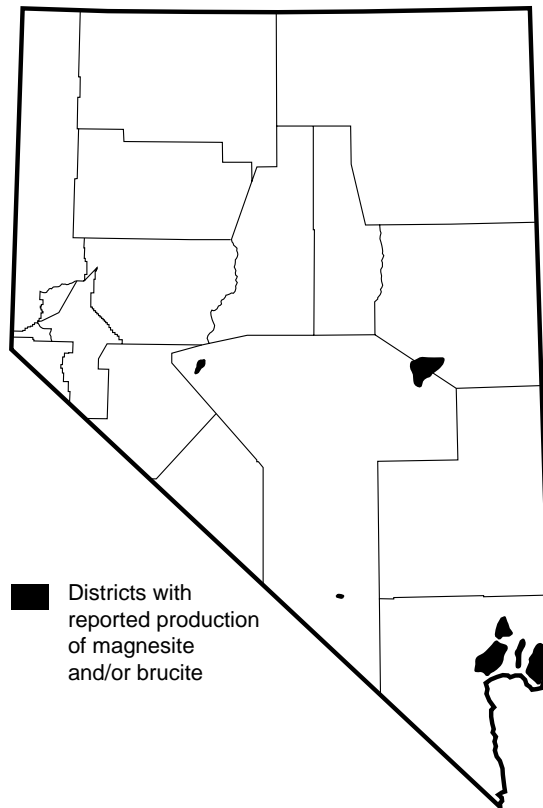 Districts with
reported production
of magnesite
and/or brucite